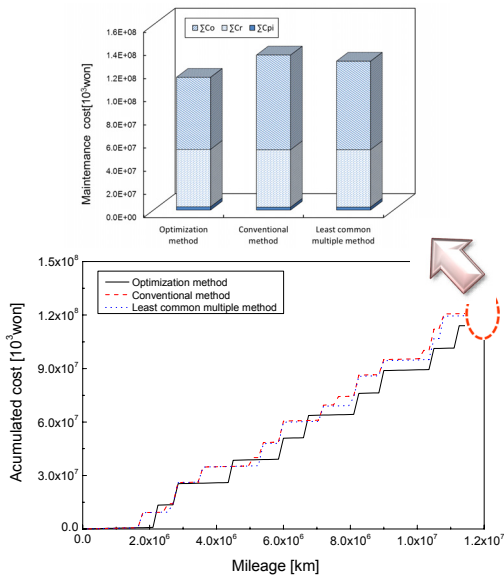 ∑Co ∑Cr ∑Cpi
1.6E+08
1.4E+08
1.2E+08
1.0E+08
8.0E+07
6.0E+07
4.0E+07
2.0E+07
0.0E+00
Mainternance cost[10³won]
Optimization method
Conventional method
Least common multiple method
1.5x10⁸
1.2x10⁸
9.0x10⁷
6.0x10⁷
3.0x10⁷
0.0
Acumulated cost [10³won]
Optimization method
Conventional method
Least common multiple method
0.0 2.0x10⁶ 4.0x10⁶ 6.0x10⁶ 8.0x10⁶ 1.0x10⁷ 1.2x10⁷
Mileage [km]